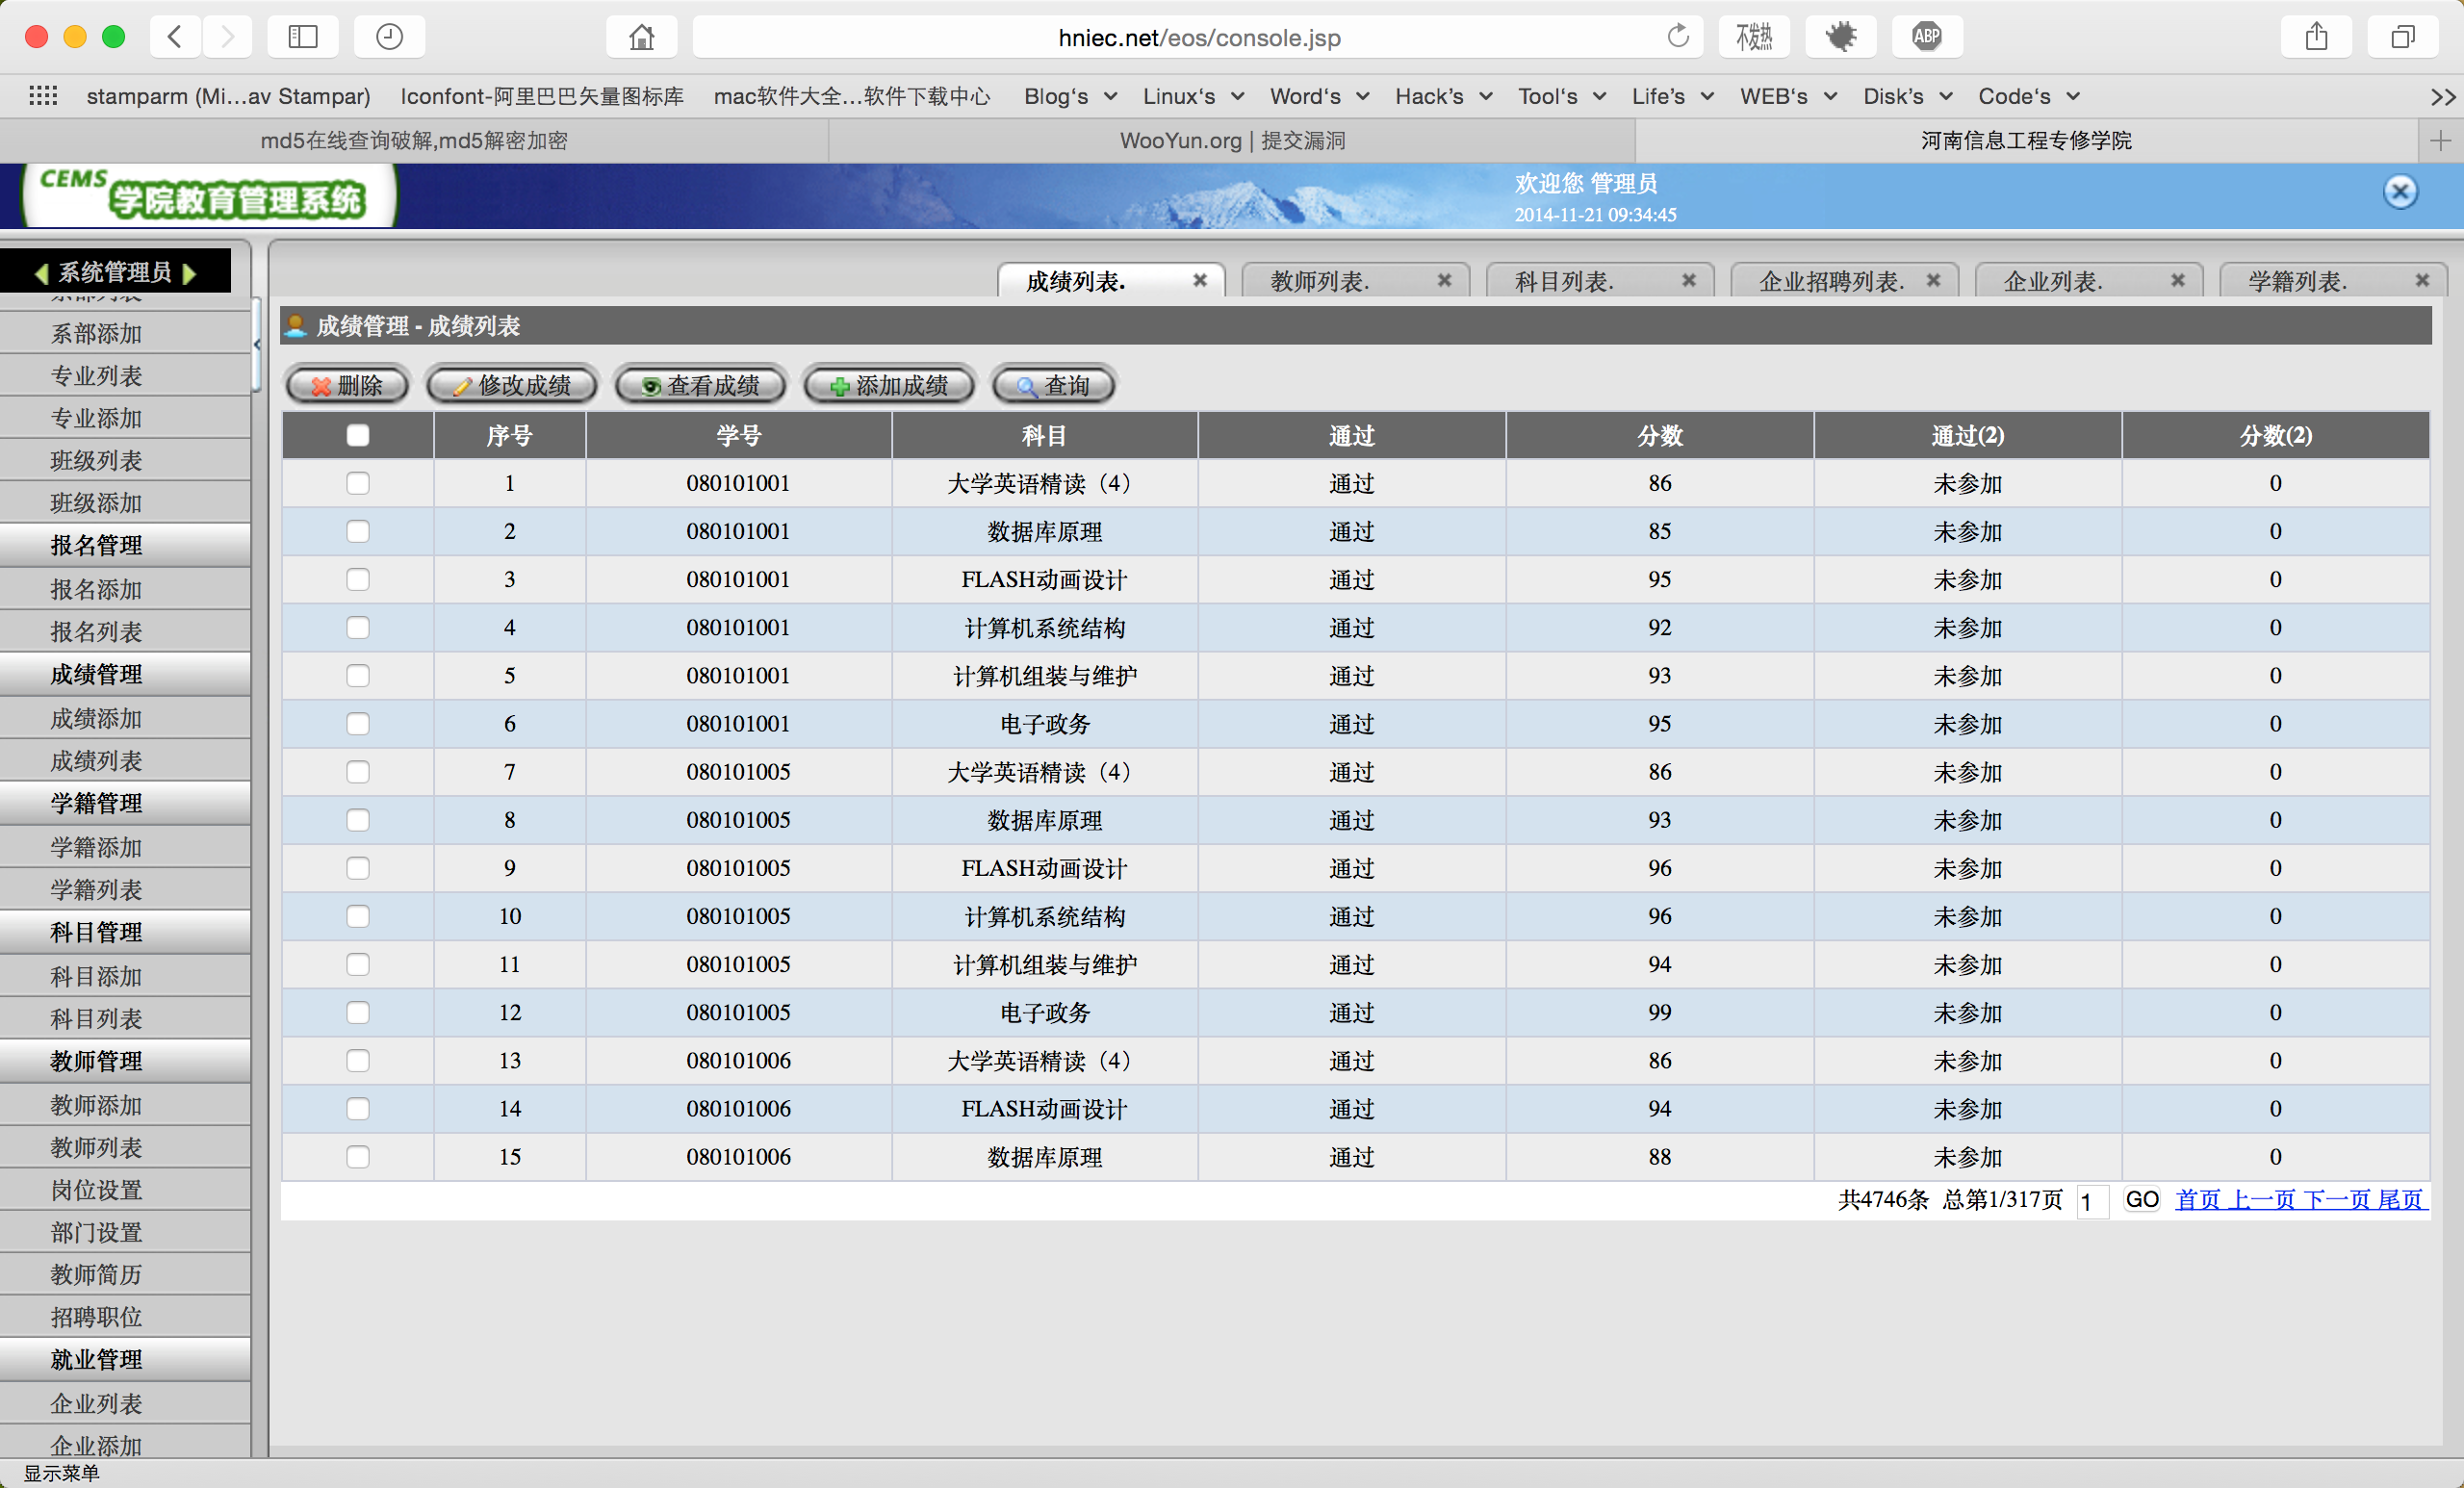 hniec.net/eos/console.jsp 不发热 ABP
stamparm (Mi...av Stampar) Iconfont-阿里巴巴矢量图标库 mac软件大全...软件下载中心 Blog‘s Linux‘s Word‘s Hack’s Tool‘s Life’s WEB‘s Disk’s Code‘s
md5在线查询破解,md5解密加密 WooYun.org | 提交漏洞 河南信息工程专修学院
CEMS 学院教育管理系统
欢迎您 管理员
2014-11-21 09:34:45
系统管理员
系部列表
系部添加
专业列表
专业添加
班级列表
班级添加
报名管理
报名添加
报名列表
成绩管理
成绩添加
成绩列表
学籍管理
学籍添加
学籍列表
科目管理
科目添加
科目列表
教师管理
教师添加
教师列表
岗位设置
部门设置
教师简历
招聘职位
就业管理
企业列表
企业添加
成绩列表. 教师列表. 科目列表. 企业招聘列表. 企业列表. 学籍列表.
成绩管理 - 成绩列表
删除 修改成绩 查看成绩 添加成绩 查询
序号 学号 科目 通过 分数 通过(2) 分数(2)
1 080101001 大学英语精读（4） 通过 86 未参加 0
2 080101001 数据库原理 通过 85 未参加 0
3 080101001 FLASH动画设计 通过 95 未参加 0
4 080101001 计算机系统结构 通过 92 未参加 0
5 080101001 计算机组装与维护 通过 93 未参加 0
6 080101001 电子政务 通过 95 未参加 0
7 080101005 大学英语精读（4） 通过 86 未参加 0
8 080101005 数据库原理 通过 93 未参加 0
9 080101005 FLASH动画设计 通过 96 未参加 0
10 080101005 计算机系统结构 通过 96 未参加 0
11 080101005 计算机组装与维护 通过 94 未参加 0
12 080101005 电子政务 通过 99 未参加 0
13 080101006 大学英语精读（4） 通过 86 未参加 0
14 080101006 FLASH动画设计 通过 94 未参加 0
15 080101006 数据库原理 通过 88 未参加 0
共4746条 总第1/317页 1 GO 首页 上一页 下一页 尾页
显示菜单